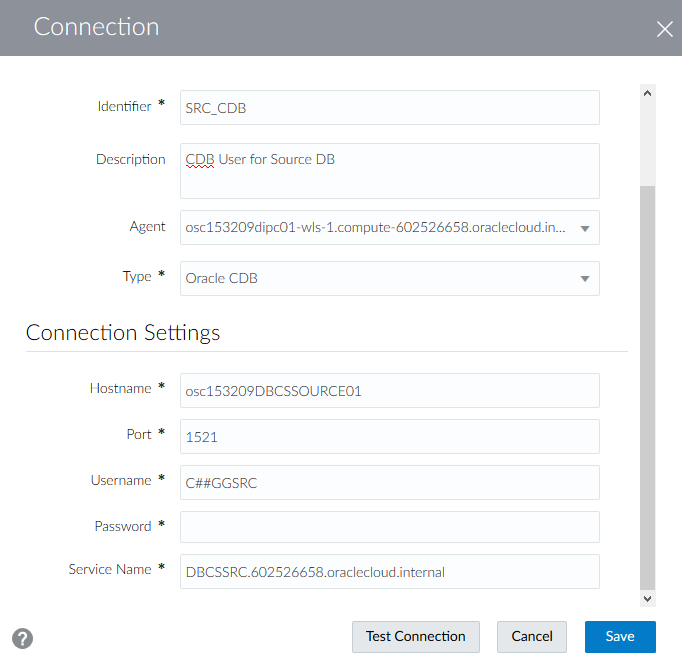 Connection
Identifier * SRC_CDB
Description CDB User for Source DB
Agent osc153209dipc01-wls-1.compute-602526658.oraclecloud.in...
Type * Oracle CDB
Connection Settings
Hostname * osc153209DBCSSOURCE01
Port * 1521
Username * C##GGSRC
Password *
Service Name * DBCSSRC.602526658.oraclecloud.internal
? Test Connection Cancel Save